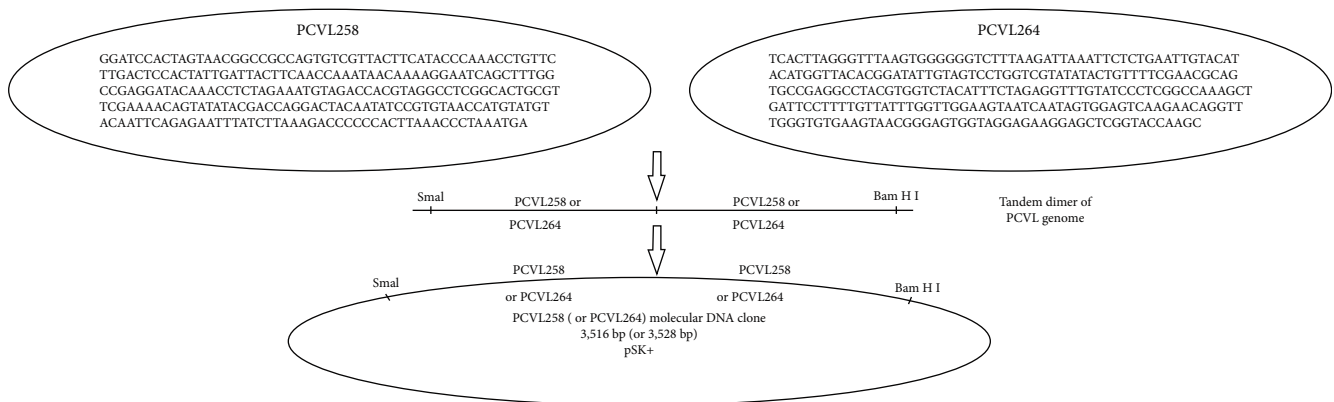 PCVL258
GGATCCACTAGTAACGGCCGCCAGTGTCGTTACTTCATACCCAAACCTGTTC
TTGACTCCACTATTGATTACTTCAACCAAATAACAAAAGGAATCAGCTTTGG
CCGAGGATACAAACCTCTAGAAATGTAGACCACGTAGGCCTCGGCACTGCGT
TCGAAAACAGTATATACGACCAGGACTACAATATCCGTGTAACCATGTATGT
ACAATTCAGAGAATTTATCTTAAAGACCCCCCACTTAAACCCTAAATGA
PCVL264
TCACTTAGGGTTTAAGTGGGGGGTCTTTAAGATTAAATTCTCTGAATTGTACAT
ACATGGTTACACGGATATTGTAGTCCTGGTCGTATATACTGTTTTCGAACGCAG
TGCCGAGGCCTACGTGGTCTACATTTCTAGAGGTTTGTATCCCTCGGCCAAAGCT
GATTCCTTTTGTTATTTGGTTGGAAGTAATCAATAGTGGAGTCAAGAACAGGTT
TGGGTGTGAAGTAACGGGAGTGGTAGGAGAAGGAGCTCGGTACCAAGC
SmaI
PCVL258 or
PCVL264
PCVL258 or
PCVL264
Bam H I
Tandem dimer of
PCVL genome
SmaI
PCVL258
or PCVL264
PCVL258
or PCVL264
Bam H I
PCVL258 ( or PCVL264) molecular DNA clone
3,516 bp (or 3,528 bp)
pSK+